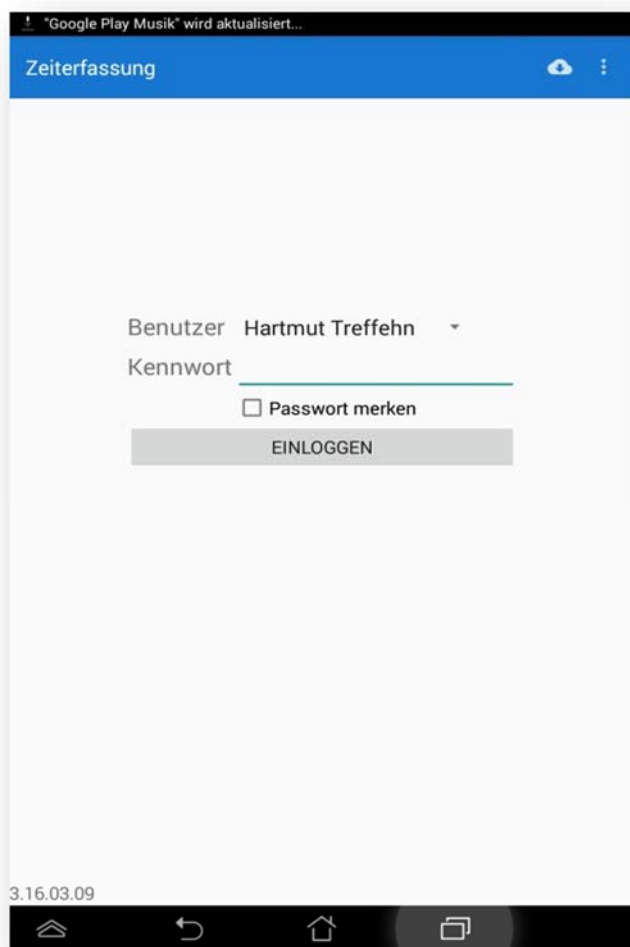 "Google Play Musik" wird aktualisiert...
Zeiterfassung
Benutzer Hartmut Treffehn
Kennwort
Passwort merken
EINLOGGEN
3.16.03.09